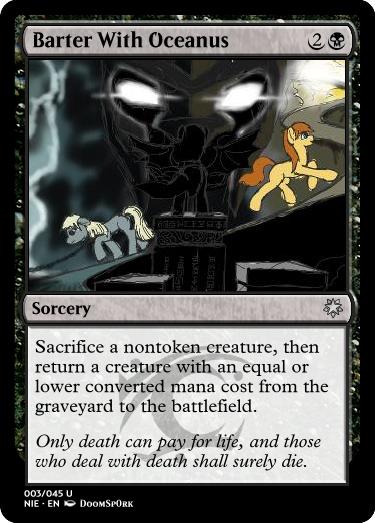 Barter With Oceanus 2
Sorcery
Sacrifice a nontoken creature, then
return a creature with an equal or
lower converted mana cost from the
graveyard to the battlefield.
Only death can pay for life, and those
who deal with death shall surely die.
003/045 U
NIE · EN DoomSp0rk